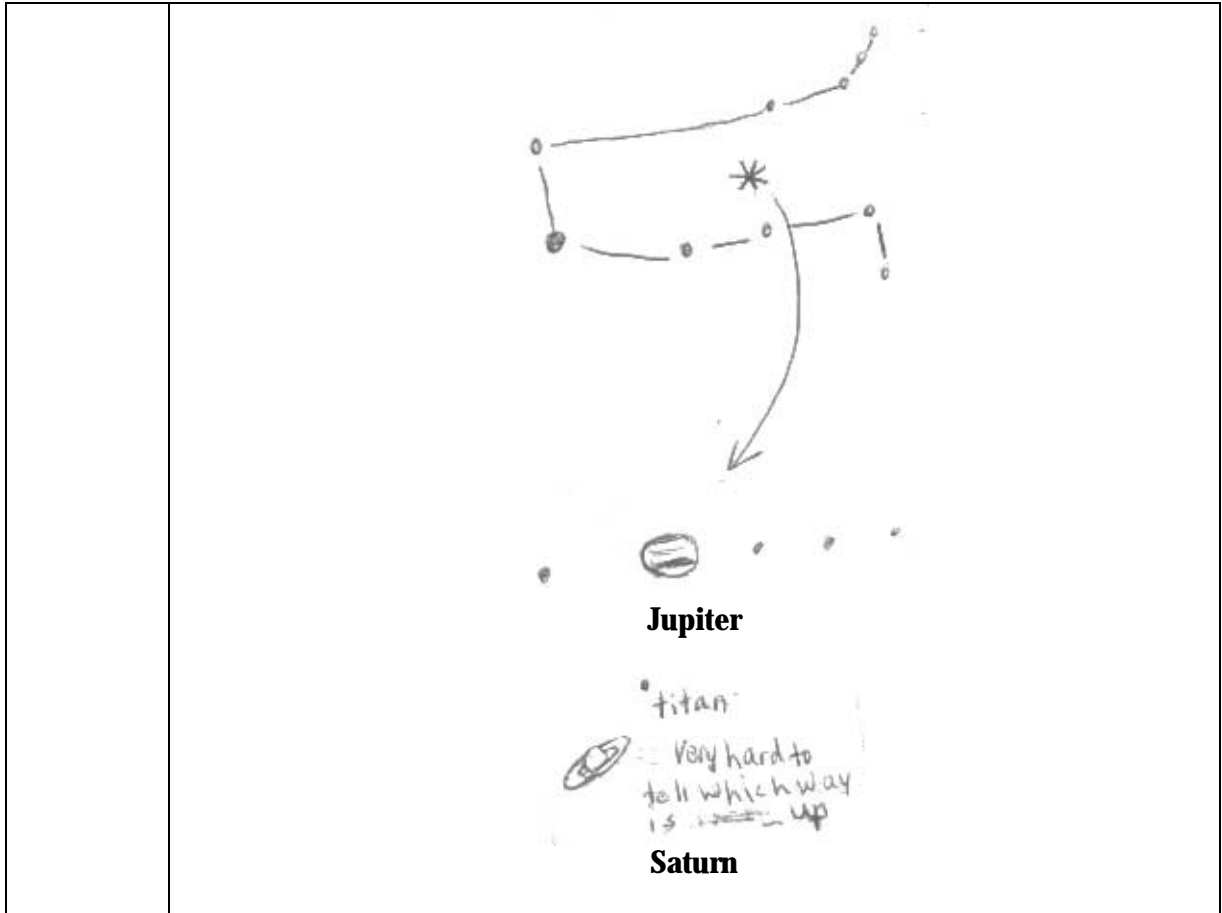 Jupiter
titan
very hard to
tell which way
is up
Saturn